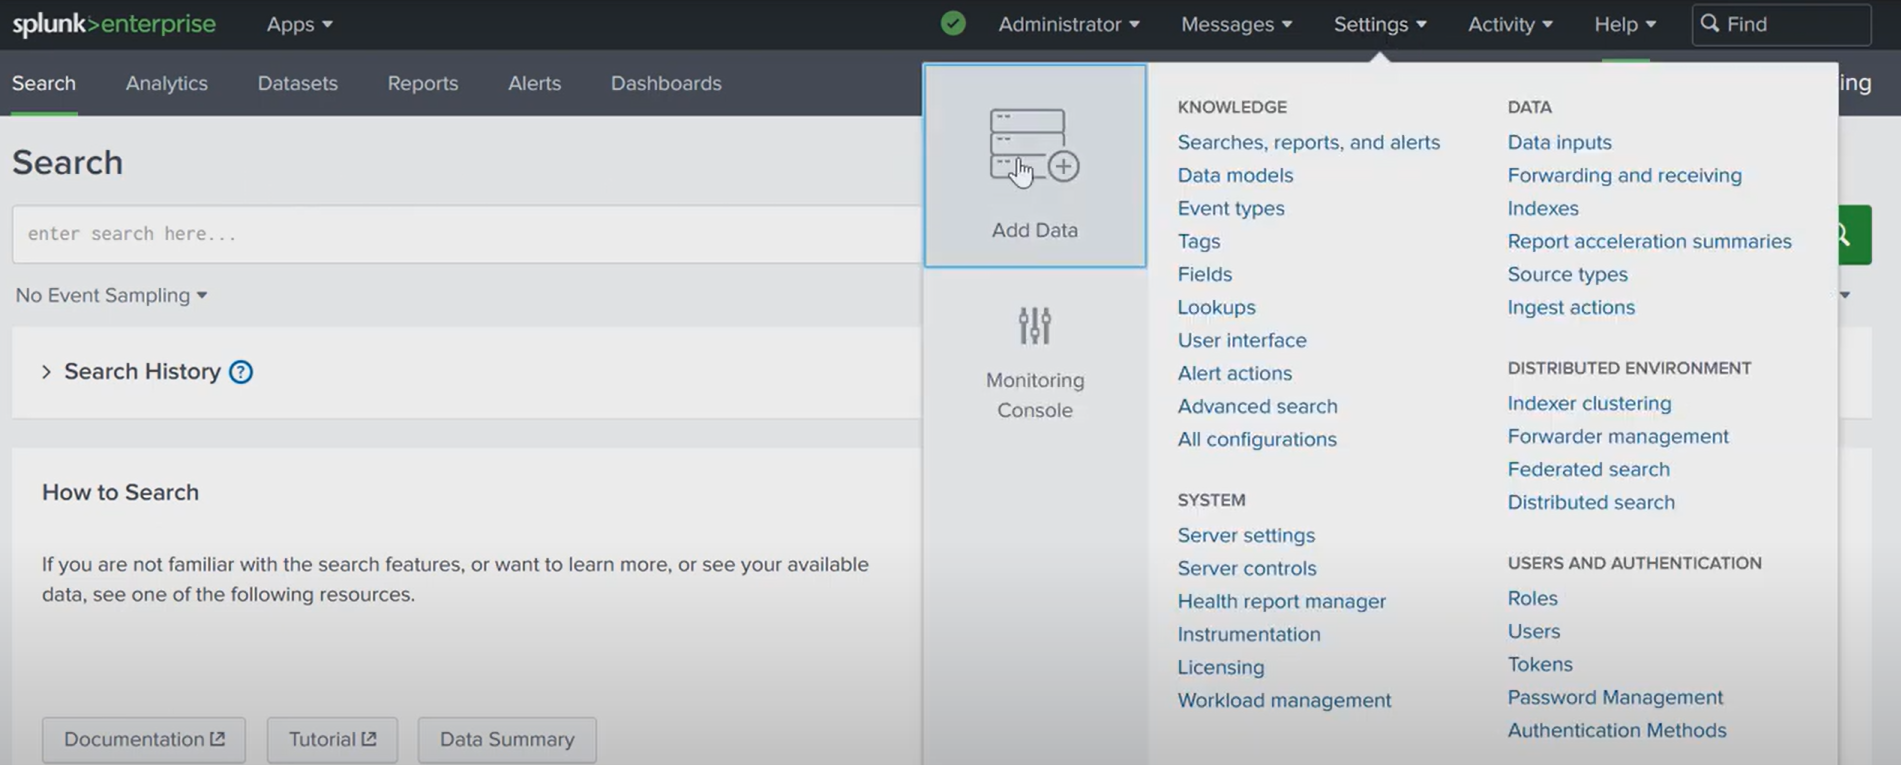 splunk>enterprise
Apps
Administrator
Messages
Settings
Activity
Help
Find
Search
Analytics
Datasets
Reports
Alerts
Dashboards
ing
Search
enter search here...
No Event Sampling
Search History
?
How to Search
If you are not familiar with the search features, or want to learn more, or see your available
data, see one of the following resources.
Documentation
Tutorial
Data Summary
Add Data
Monitoring
Console
KNOWLEDGE
Searches, reports, and alerts
Data models
Event types
Tags
Fields
Lookups
User interface
Alert actions
Advanced search
All configurations
SYSTEM
Server settings
Server controls
Health report manager
Instrumentation
Licensing
Workload management
DATA
Data inputs
Forwarding and receiving
Indexes
Report acceleration summaries
Source types
Ingest actions
DISTRIBUTED ENVIRONMENT
Indexer clustering
Forwarder management
Federated search
Distributed search
USERS AND AUTHENTICATION
Roles
Users
Tokens
Password Management
Authentication Methods